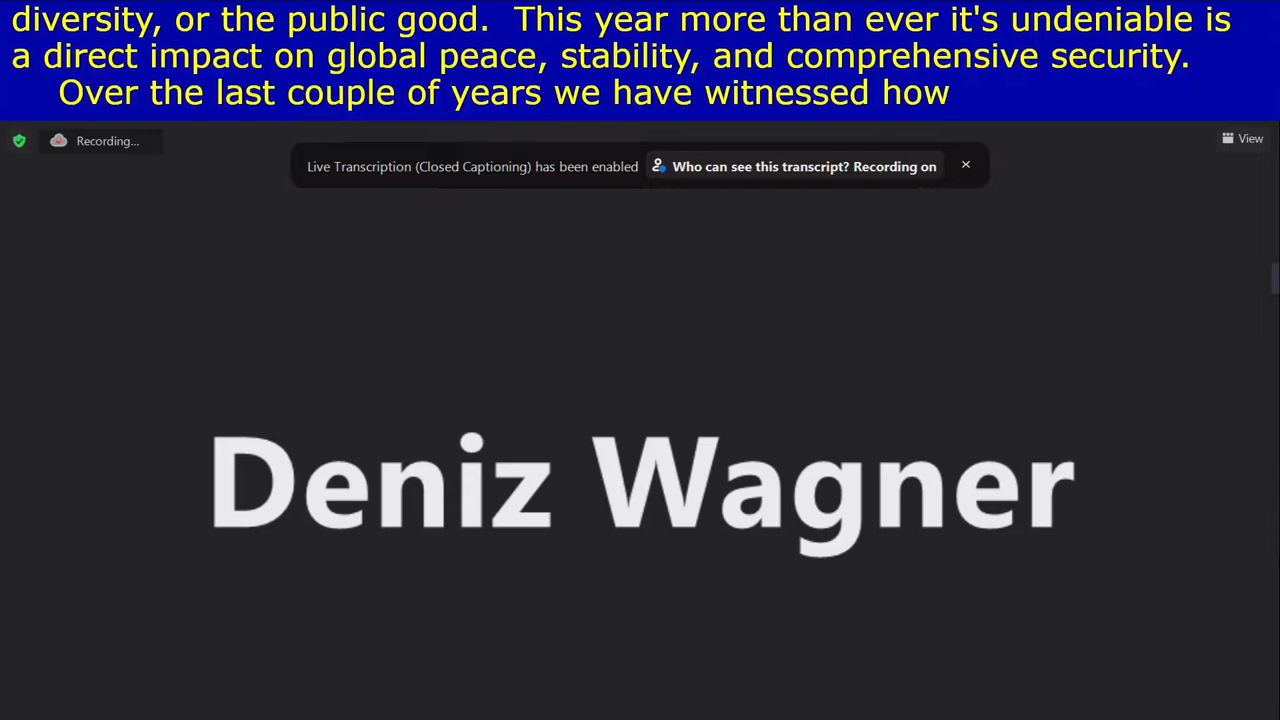 diversity, or the public good.  This year more than ever it's undeniable is
a direct impact on global peace, stability, and comprehensive security.
Over the last couple of years we have witnessed how
Recording...
View
Live Transcription (Closed Captioning) has been enabled Who can see this transcript? Recording on
Deniz Wagner